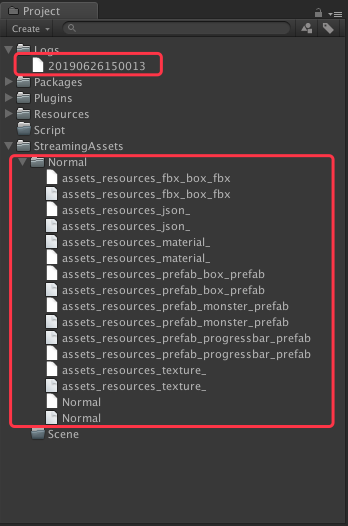 Project
Create
Logs
20190626150013
Packages
Plugins
Resources
Script
StreamingAssets
Normal
assets_resources_fbx_box_fbx
assets_resources_fbx_box_fbx
assets_resources_json_
assets_resources_json_
assets_resources_material_
assets_resources_material_
assets_resources_prefab_box_prefab
assets_resources_prefab_box_prefab
assets_resources_prefab_monster_prefab
assets_resources_prefab_monster_prefab
assets_resources_prefab_progressbar_prefab
assets_resources_prefab_progressbar_prefab
assets_resources_texture_
assets_resources_texture_
Normal
Normal
Scene